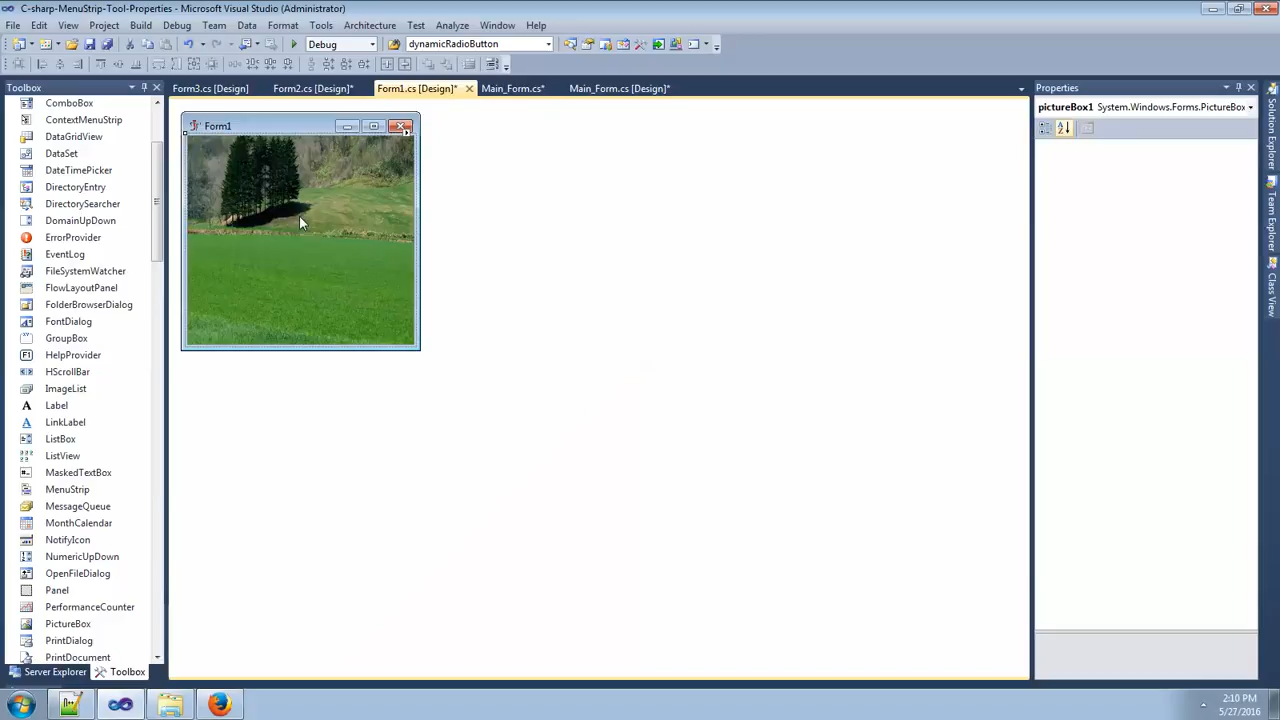 C-sharp-MenuStrip-Tool-Properties - Microsoft Visual Studio (Administrator)
File Edit View Project Build Debug Team Data Format Tools Architecture Test Analyze Window Help
Debug dynamicRadioButton
Toolbox Form3.cs [Design] Form2.cs [Design]* Form1.cs [Design]* Main_Form.cs* Main_Form.cs [Design]* Properties
ComboBox
ContextMenuStrip
DataGridView
DataSet
DateTimePicker
DirectoryEntry
DirectorySearcher
DomainUpDown
ErrorProvider
EventLog
FileSystemWatcher
FlowLayoutPanel
FolderBrowserDialog
FontDialog
GroupBox
HelpProvider
HScrollBar
ImageList
Label
LinkLabel
ListBox
ListView
MaskedTextBox
MenuStrip
MessageQueue
MonthCalendar
NotifyIcon
NumericUpDown
OpenFileDialog
Panel
PerformanceCounter
PictureBox
PrintDialog
PrintDocument
Server Explorer Toolbox
Form1
pictureBox1 System.Windows.Forms.PictureBox
Solution Explorer
Team Explorer
Class View
2:10 PM
5/27/2016